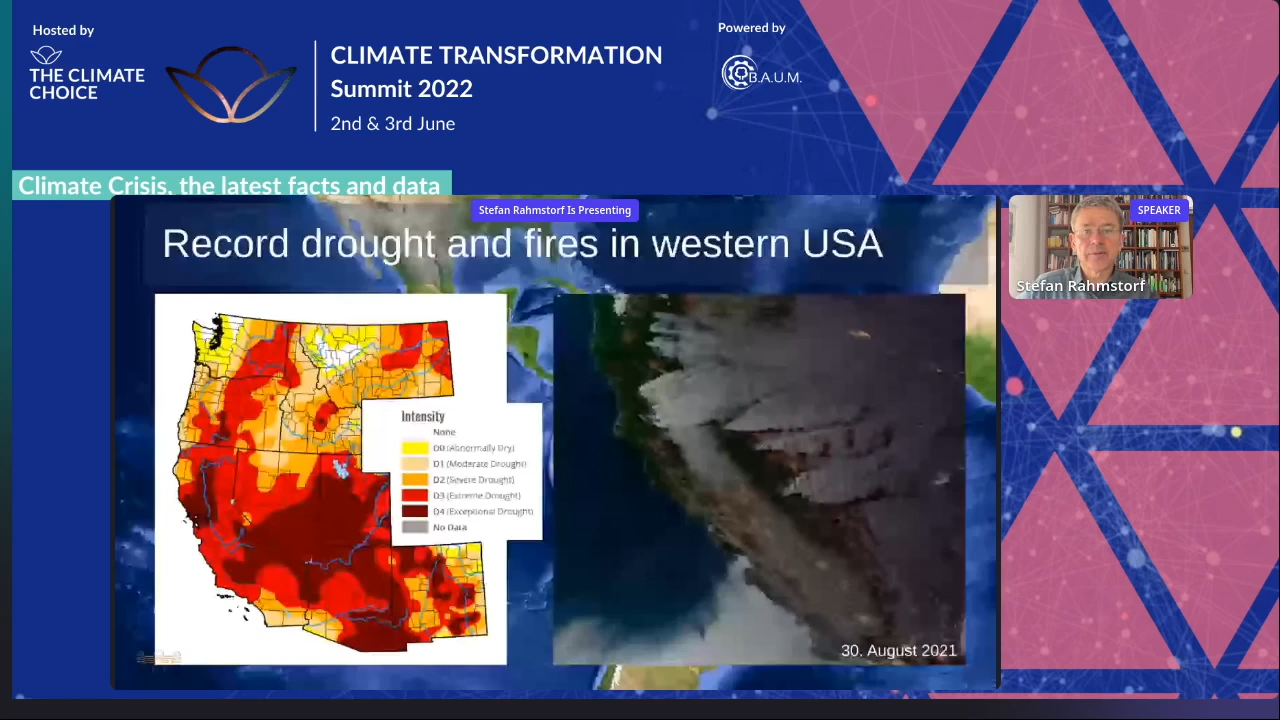 Hosted by
THE CLIMATE
CHOICE
CLIMATE TRANSFORMATION
Summit 2022
2nd & 3rd June
Powered by
B.A.U.M.
Climate Crisis, the latest facts and data
Stefan Rahmstorf Is Presenting
SPEAKER
Stefan Rahmstorf
Record drought and fires in western USA
Intensity
None
D0 (Abnormally Dry)
D1 (Moderate Drought)
D2 (Severe Drought)
D3 (Extreme Drought)
D4 (Exceptional Drought)
No Data
30. August 2021